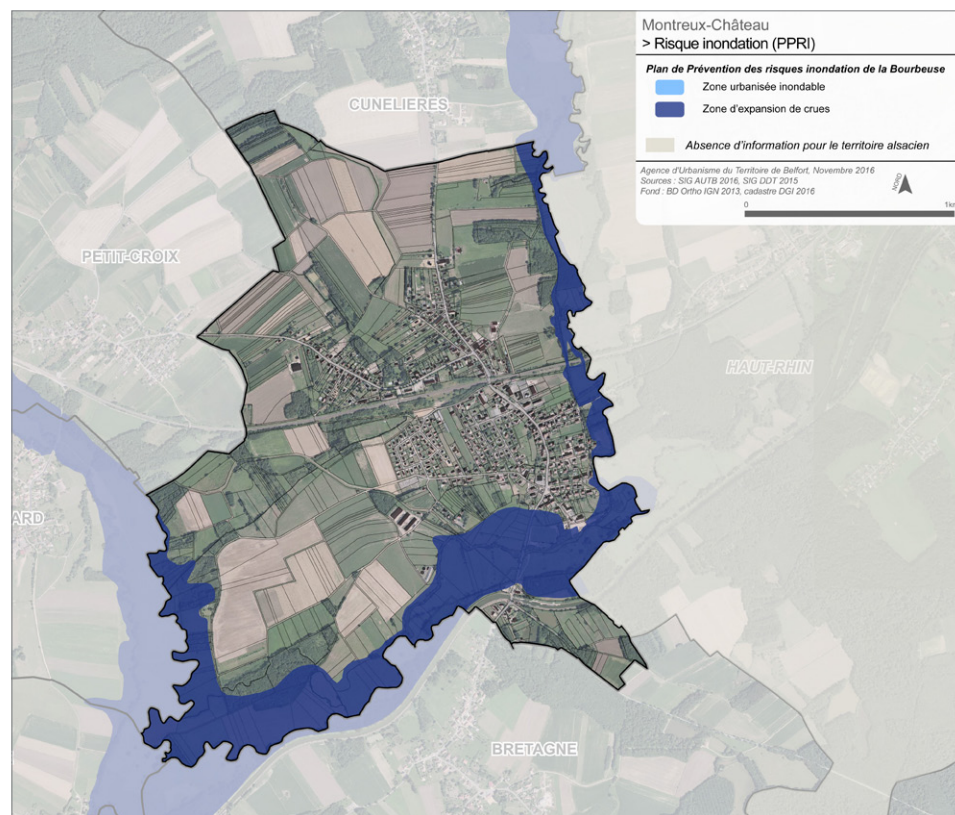 Montreux-Château
> Risque inondation (PPRI)
Plan de Prévention des risques inondation de la Bourbeuse
Zone urbanisée inondable
Zone d'expansion de crues
Absence d'information pour le territoire alsacien
Agence d'Urbanisme du Territoire de Belfort, Novembre 2016
Sources : SIG AUTB 2016, SIG DDT 2015
Fond : BD Ortho IGN 2013, cadastre DGI 2016
NORD
0 1km
CUNELIERES
PETIT-CROIX
HAUT-RHIN
ARD
BRETAGNE